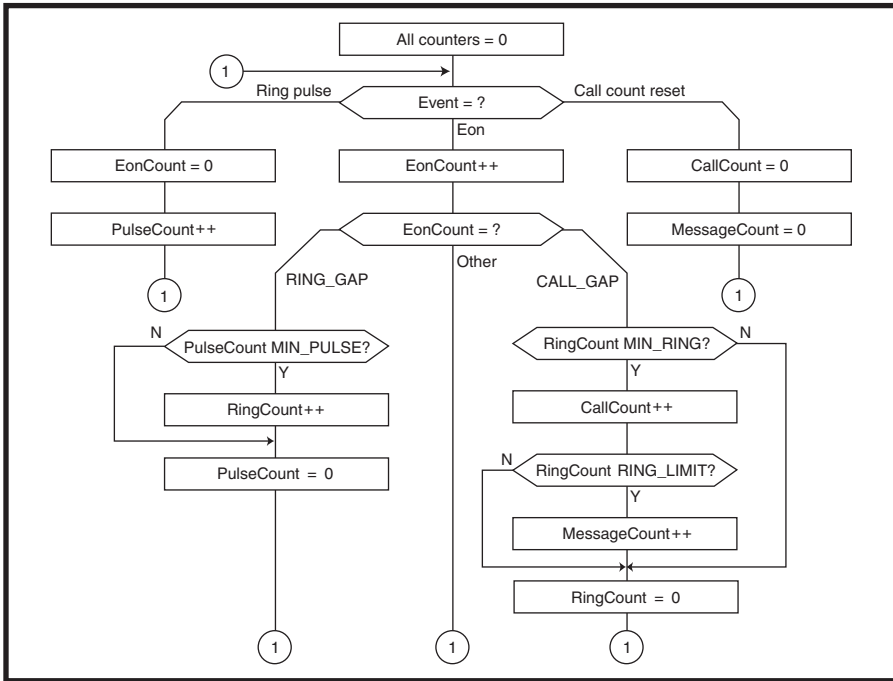 All counters = 0
1
Ring pulse
Event = ?
Call count reset
Eon
EonCount = 0
EonCount++
CallCount = 0
PulseCount++
EonCount = ?
MessageCount = 0
Other
RING_GAP
CALL_GAP
1
1
N
PulseCount MIN_PULSE?
RingCount MIN_RING?
N
Y
Y
RingCount++
CallCount++
PulseCount = 0
N
RingCount RING_LIMIT?
Y
MessageCount++
RingCount = 0
1
1
1